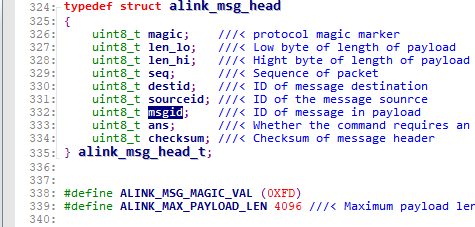 324: typedef struct alink_msg_head
325: {
326: uint8_t magic; ///< protocol magic marker
327: uint8_t len_lo; ///< Low byte of length of payload
328: uint8_t len_hi; ///< Hight byte of length of payload
329: uint8_t seq; ///< Sequence of packet
330: uint8_t destid; ///< ID of message destination
331: uint8_t sourceid; ///< ID of the message sounrce
332: uint8_t msgid; ///< ID of message in payload
333: uint8_t ans; ///< Whether the command requires an
334: uint8_t checksum; ///< Checksum of message header
335: } alink_msg_head_t;
336:
337:
338: #define ALINK_MSG_MAGIC_VAL (0XFD)
339: #define ALINK_MAX_PAYLOAD_LEN 4096 ///< Maximum payload len
340: